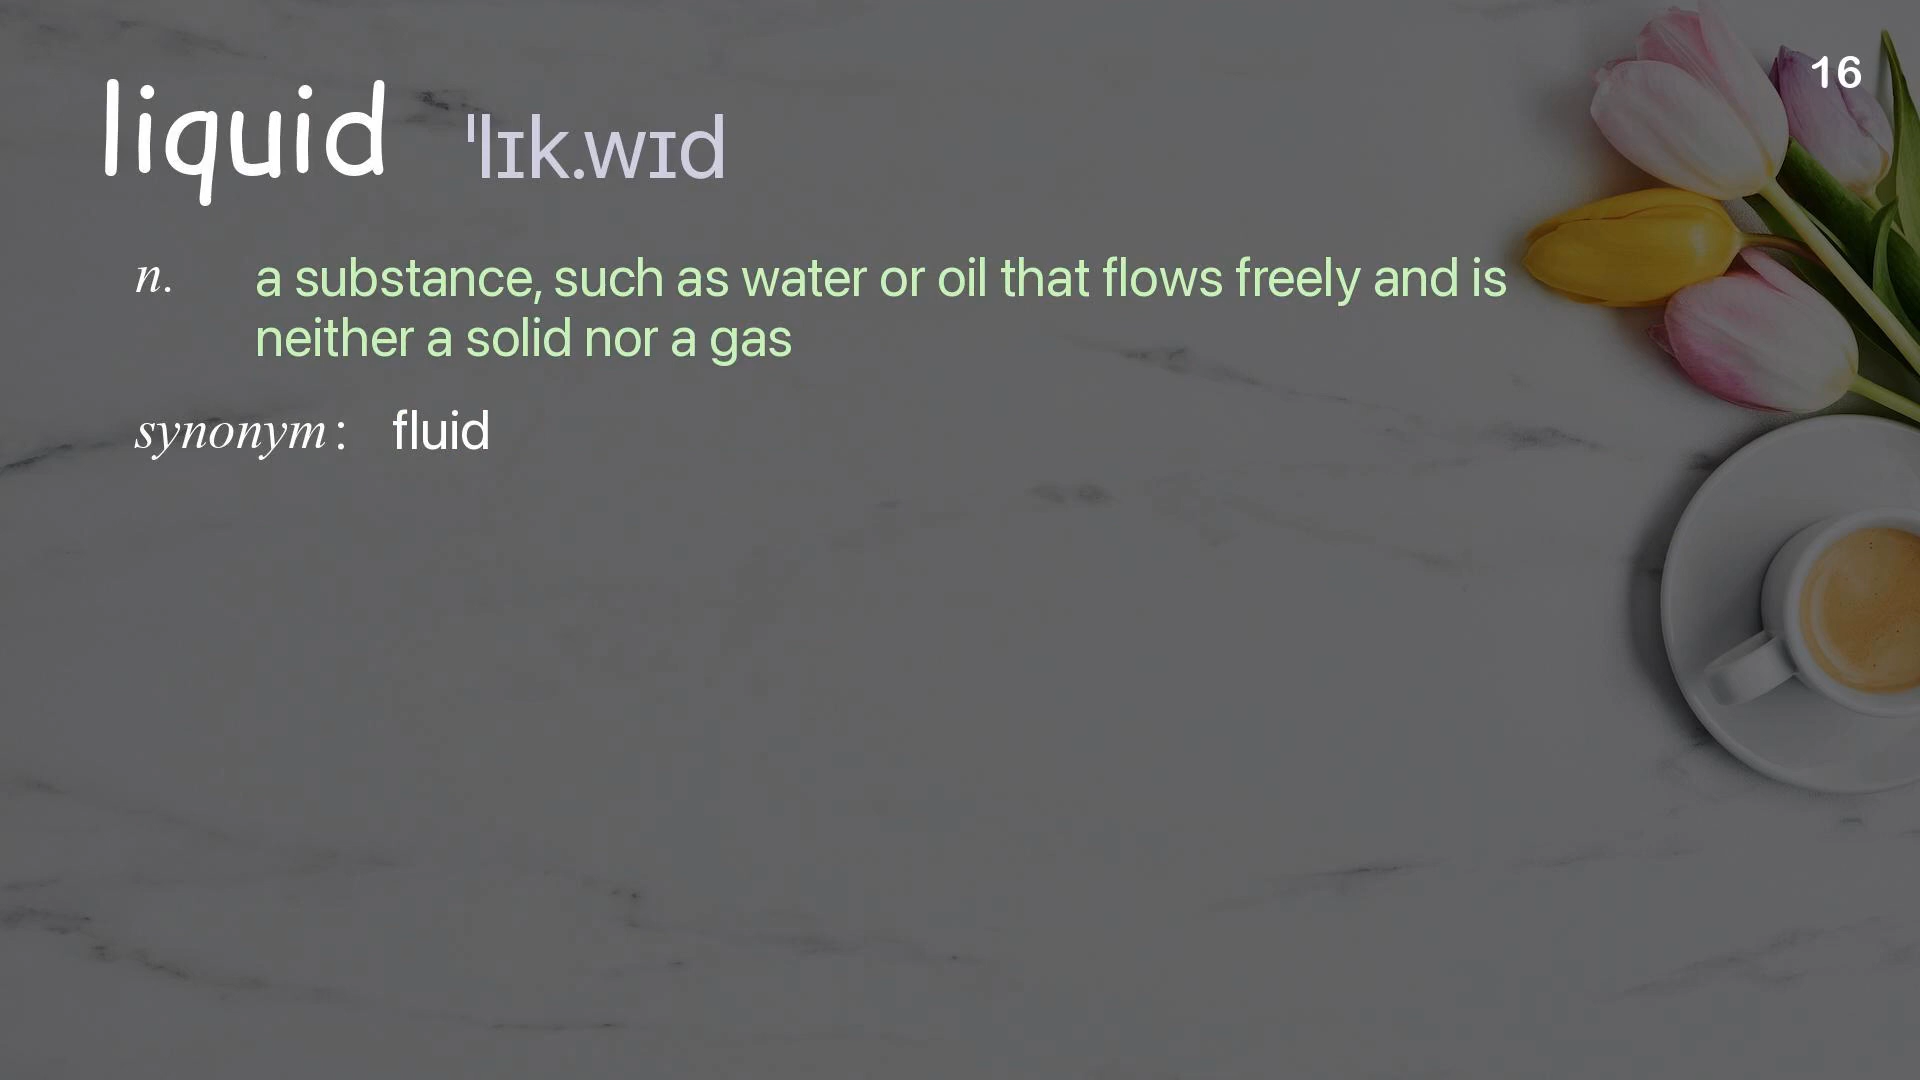 16
liquid ˈlɪk.wɪd
n. a substance, such as water or oil that flows freely and is
neither a solid nor a gas
synonym: fluid